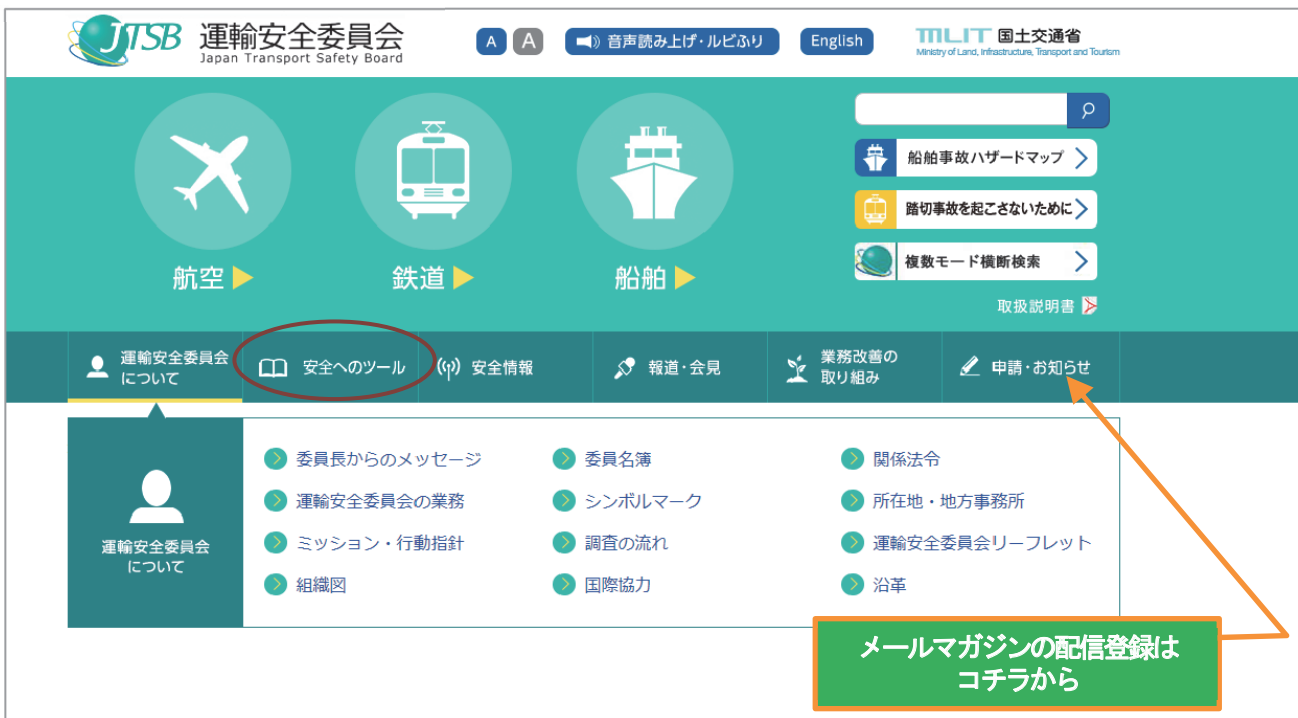 JTSB 運輸安全委員会
Japan Transport Safety Board
A A 音声読み上げ・ルビふり English
MLIT 国土交通省
Ministry of Land, Infrastructure, Transport and Tourism
船舶事故ハザードマップ
踏切事故を起こさないために
複数モード横断検索
取扱説明書
航空
鉄道
船舶
運輸安全委員会
について
安全へのツール
安全情報
報道・会見
業務改善の
取り組み
申請・お知らせ
運輸安全委員会
について
委員長からのメッセージ
委員名簿
関係法令
運輸安全委員会の業務
シンボルマーク
所在地・地方事務所
ミッション・行動指針
調査の流れ
運輸安全委員会リーフレット
組織図
国際協力
沿革
メールマガジンの配信登録は
コチラから